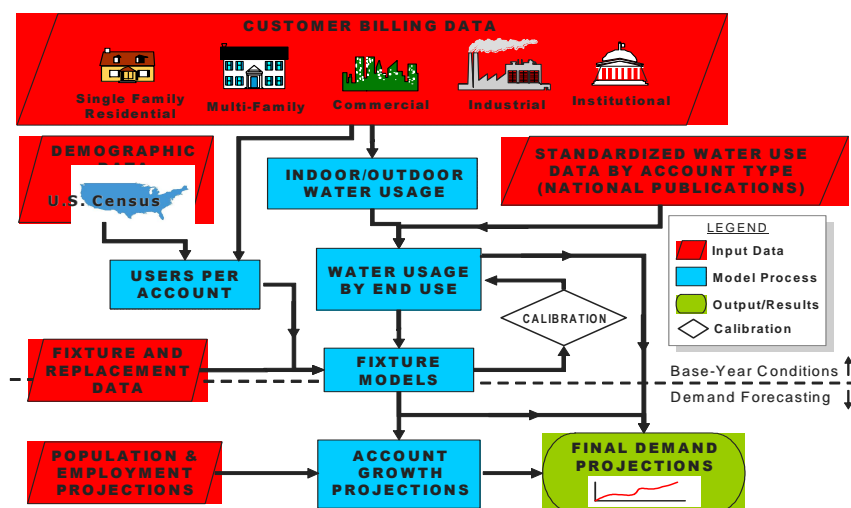 CUSTOMER BILLING DATA
Single Family
Residential
Multi-Family
Commercial
Industrial
Institutional
DEMOGRAPHIC
U.S. Census
INDOOR/OUTDOOR
WATER USAGE
STANDARDIZED WATER USE
DATA BY ACCOUNT TYPE
(NATIONAL PUBLICATIONS)
LEGEND
Input Data
Model Process
Output/Results
Calibration
USERS PER
ACCOUNT
WATER USAGE
BY END USE
CALIBRATION
FIXTURE AND
REPLACEMENT
DATA
FIXTURE
MODELS
Base-Year Conditions
Demand Forecasting
POPULATION &
EMPLOYMENT
PROJECTIONS
ACCOUNT
GROWTH
PROJECTIONS
FINAL DEMAND
PROJECTIONS